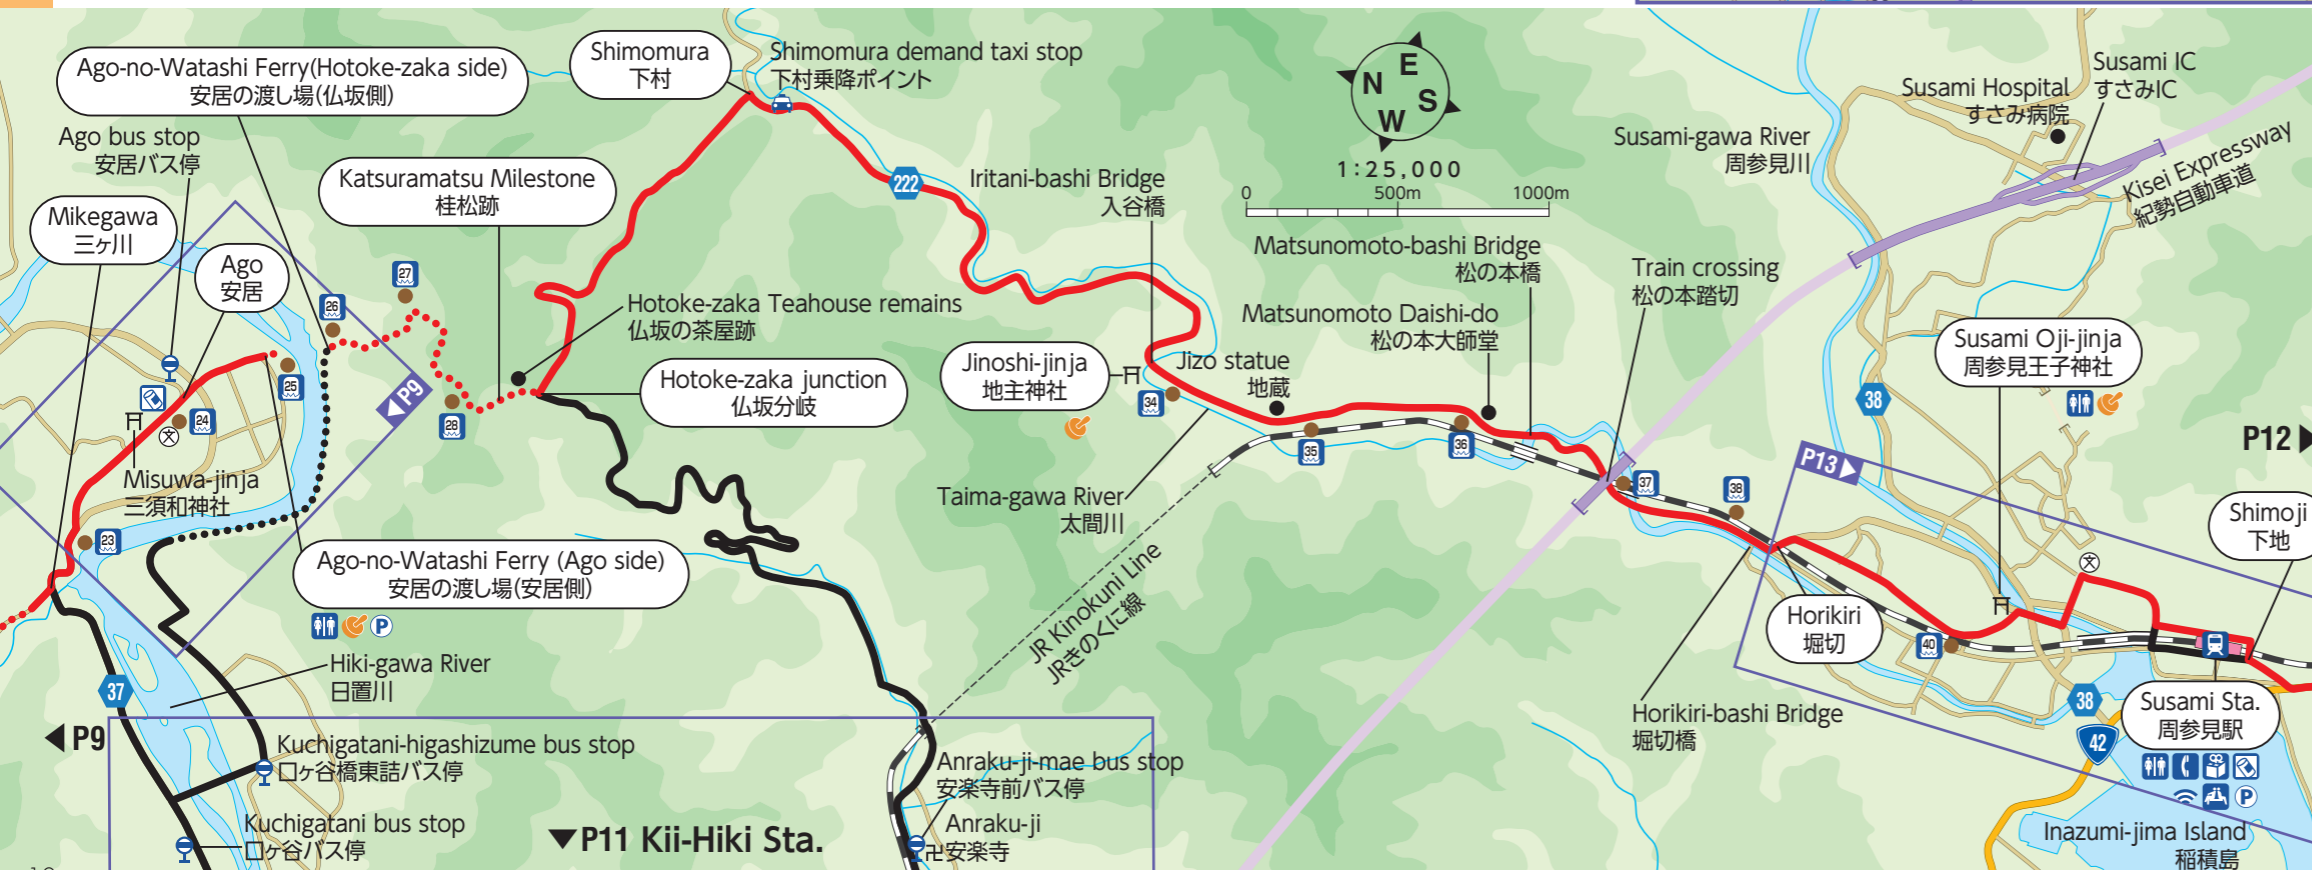 Ago-no-Watashi Ferry(Hotoke-zaka side)
安居の渡し場(仏坂側)
Shimomura
下村
Shimomura demand taxi stop
下村乗降ポイント
N
E
S
W
1:25,000
0
500m
1000m
Susami IC
すさみIC
Susami Hospital
すさみ病院
Susami-gawa River
周参見川
Kisei Expressway
紀勢自動車道
Ago bus stop
安居バス停
Katsuramatsu Milestone
桂松跡
222
Iritani-bashi Bridge
入谷橋
Mikegawa
三ヶ川
Ago
安居
27
26
25
24
文
28
P9
Hotoke-zaka Teahouse remains
仏坂の茶屋跡
Hotoke-zaka junction
仏坂分岐
Matsunomoto-bashi Bridge
松の本橋
Train crossing
松の本踏切
Matsunomoto Daishi-do
松の本大師堂
Jinoshi-jinja
地主神社
Jizo statue
地蔵
34
35
36
37
38
Susami Oji-jinja
周参見王子神社
38
P12
P13
Misuwa-jinja
三須和神社
23
Taima-gawa River
太間川
Shimoji
下地
Ago-no-Watashi Ferry (Ago side)
安居の渡し場(安居側)
P
JR Kinokuni Line
JRきのくに線
Horikiri
堀切
文
40
Hiki-gawa River
日置川
37
P9
Horikiri-bashi Bridge
堀切橋
38
42
Susami Sta.
周参見駅
P
Kuchigatani-higashizume bus stop
口ヶ谷橋東詰バス停
Anraku-ji-mae bus stop
安楽寺前バス停
Kuchigatani bus stop
口ヶ谷バス停
▼P11 Kii-Hiki Sta.
Anraku-ji
卍安楽寺
Inazumi-jima Island
稲積島